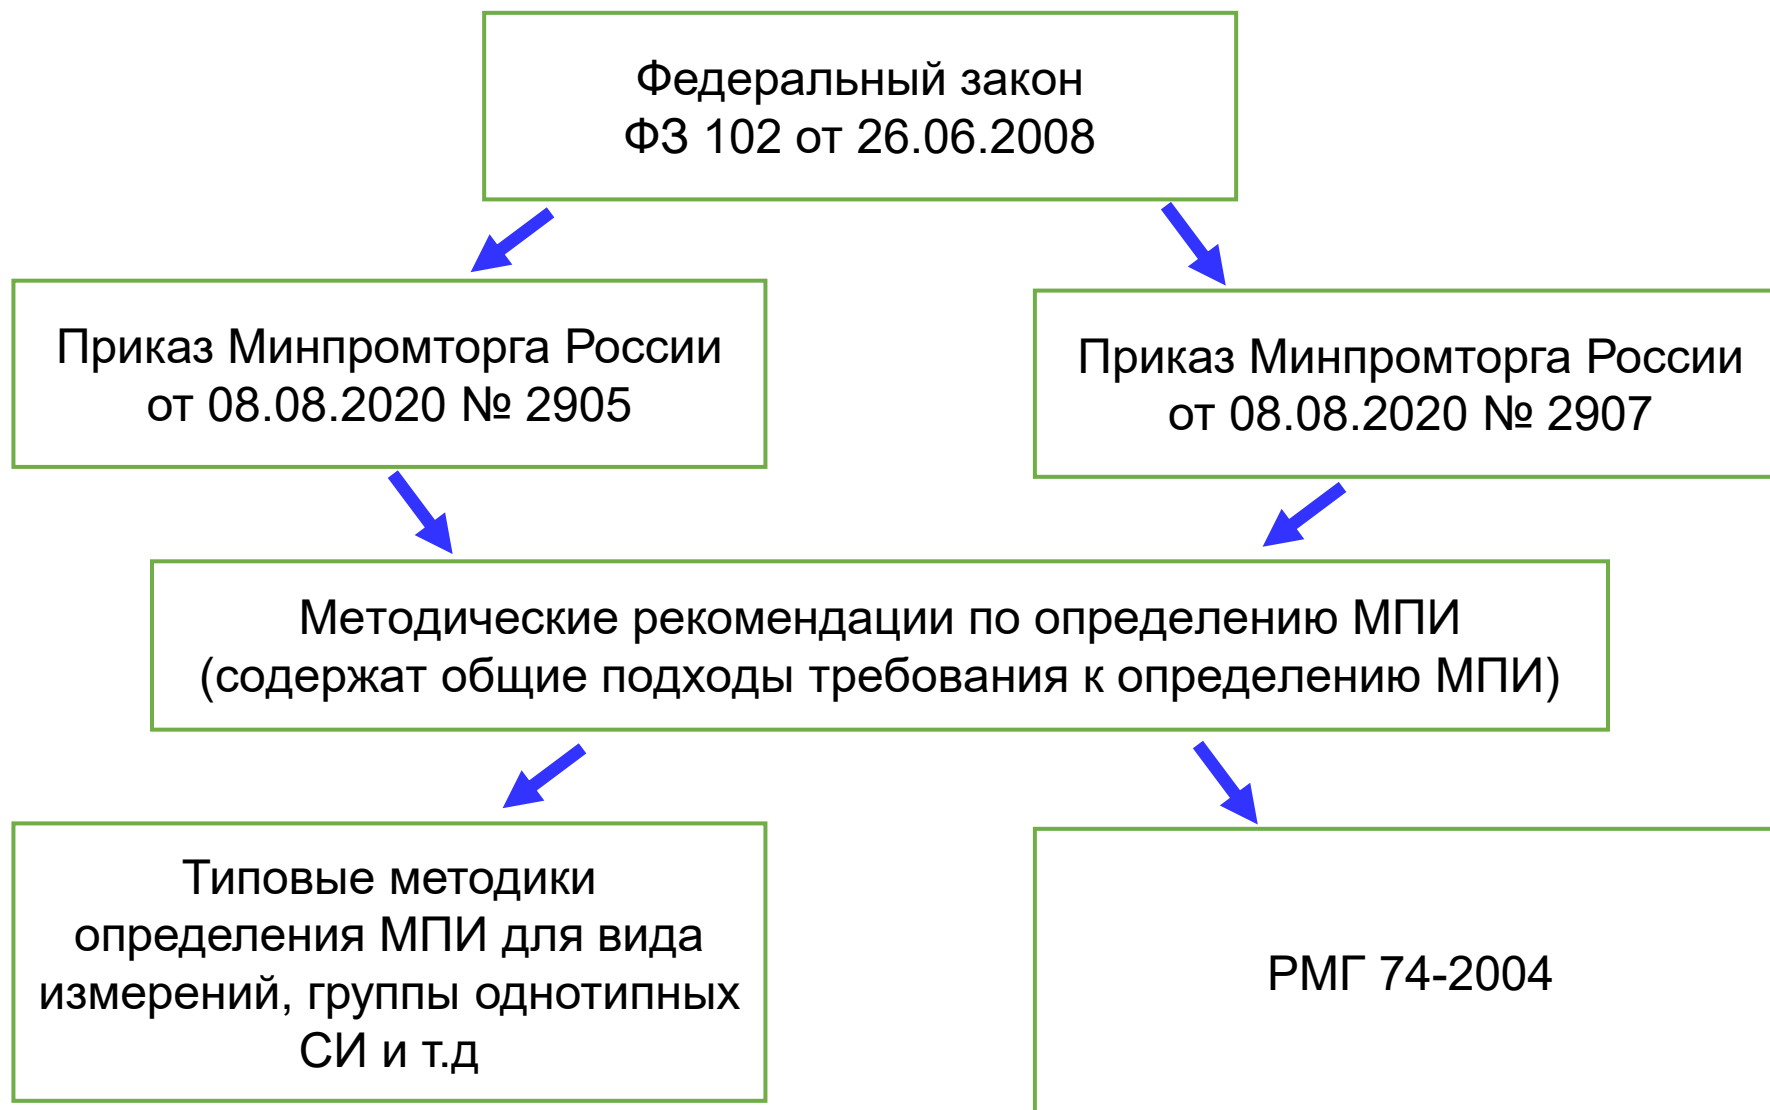 Федеральный закон
ФЗ 102 от 26.06.2008
Приказ Минпромторга России
от 08.08.2020 № 2905
Приказ Минпромторга России
от 08.08.2020 № 2907
Методические рекомендации по определению МПИ
(содержат общие подходы требования к определению МПИ)
Типовые методики
определения МПИ для вида
измерений, группы однотипных
СИ и т.д
РМГ 74-2004